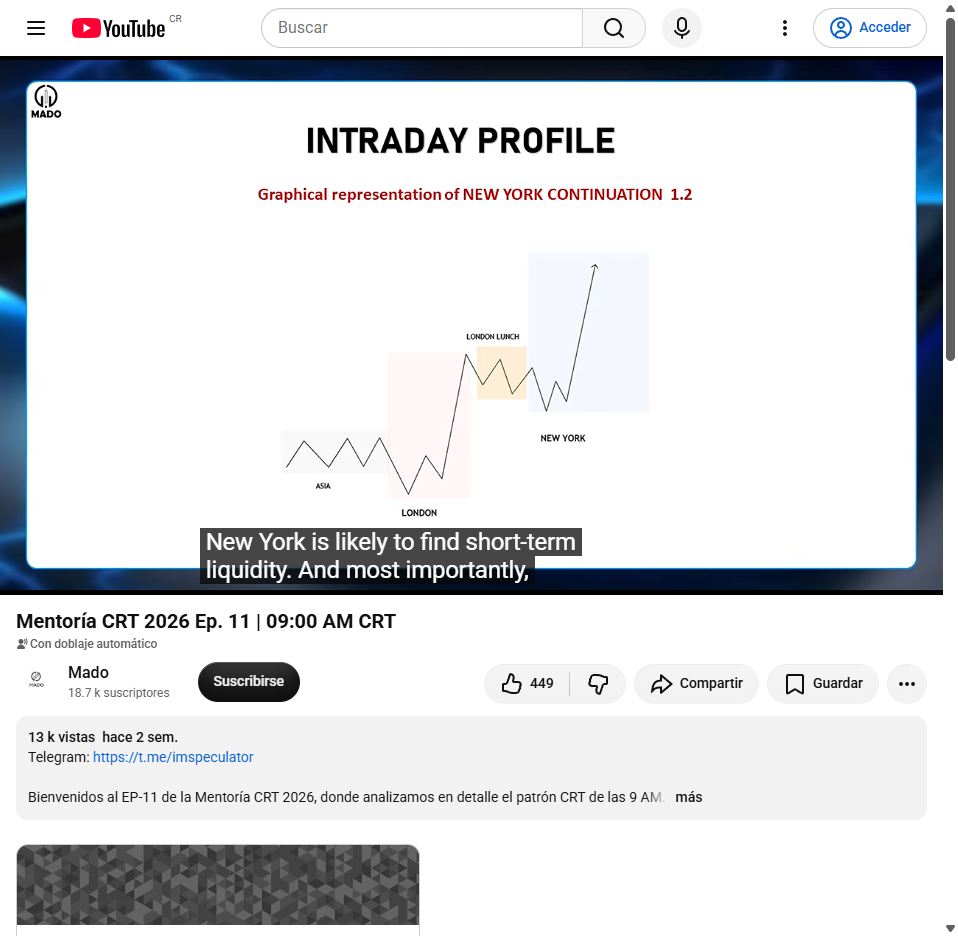 YouTube CR
Buscar
Acceder
MADO
INTRADAY PROFILE
Graphical representation of NEW YORK CONTINUATION 1.2
LONDON LUNCH
NEW YORK
ASIA
LONDON
New York is likely to find short-term
liquidity. And most importantly,
Mentoría CRT 2026 Ep. 11 | 09:00 AM CRT
Con doblaje automático
MADO
Mado
18.7 k suscriptores
Suscribirse
449
Compartir
Guardar
13 k vistas hace 2 sem.
Telegram: https://t.me/imspeculator
Bienvenidos al EP-11 de la Mentoría CRT 2026, donde analizamos en detalle el patrón CRT de las 9 AM. más